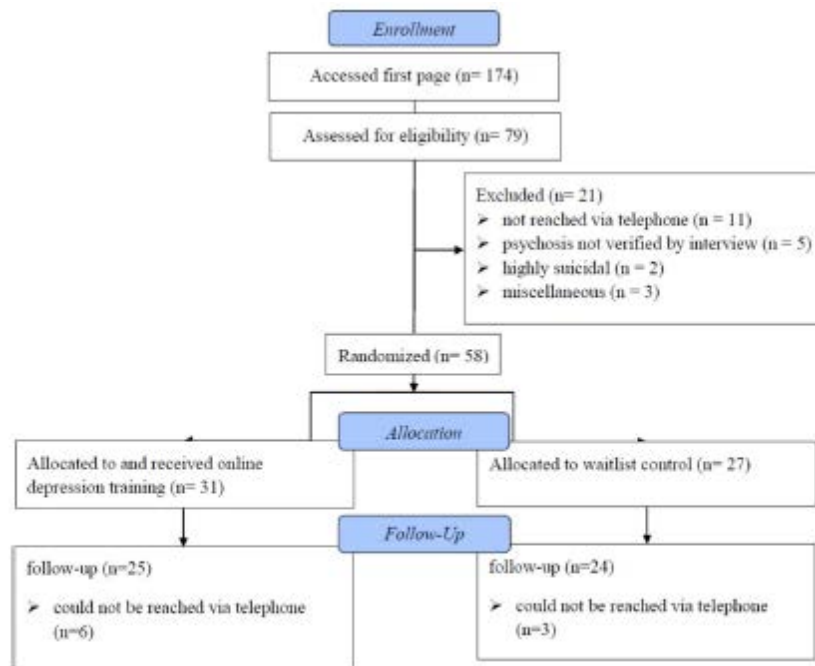 Enrollment
Accessed first page (n= 174)
Assessed for eligibility (n= 79)
Excluded (n= 21)
➢ not reached via telephone (n = 11)
➢ psychosis not verified by interview (n = 5)
➢ highly suicidal (n = 2)
➢ miscellaneous (n = 3)
Randomized (n= 58)
Allocation
Allocated to and received online
depression training (n= 31)
Allocated to waitlist control (n= 27)
Follow-Up
follow-up (n=25)
➢ could not be reached via telephone
(n=6)
follow-up (n=24)
➢ could not be reached via telephone
(n=3)